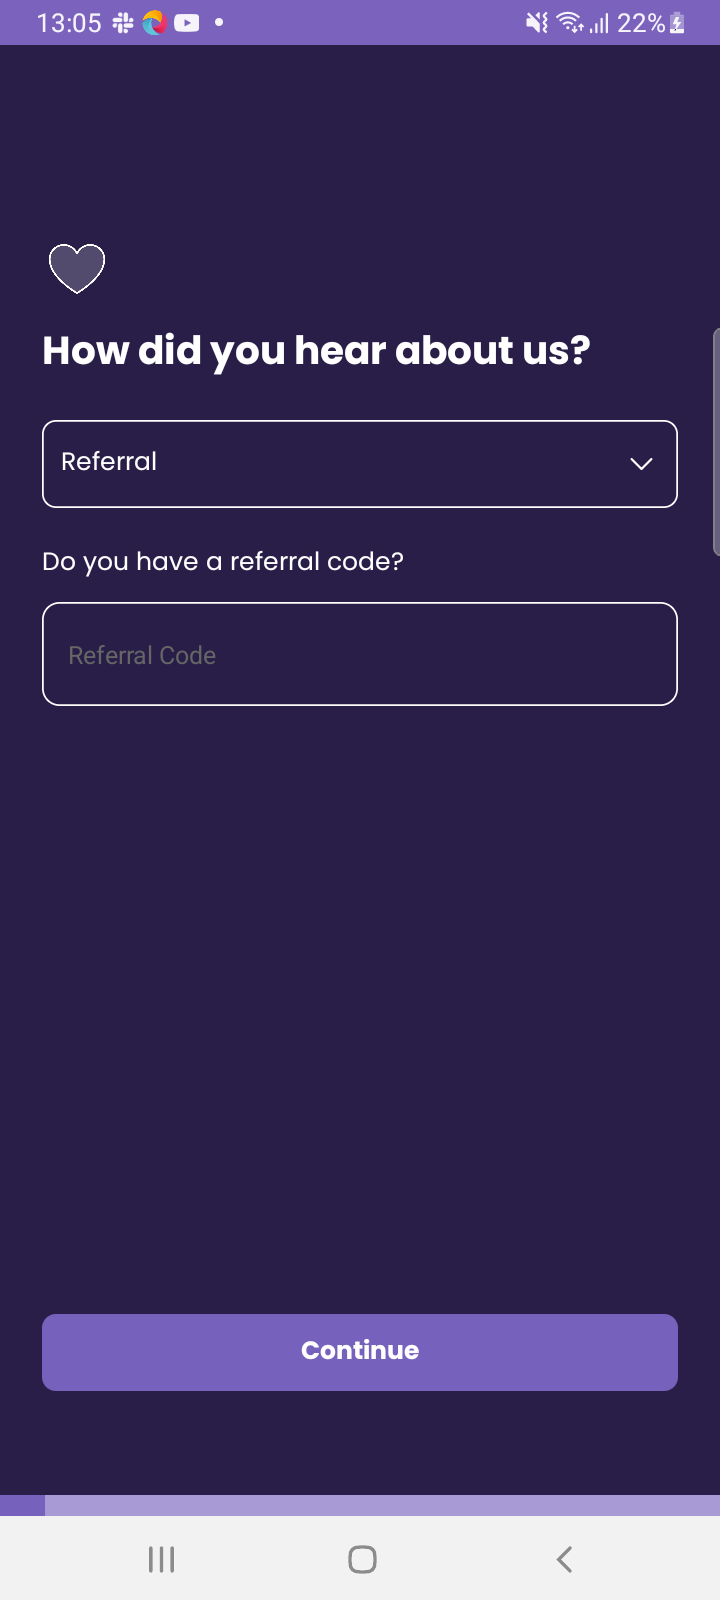 13:05 22%
How did you hear about us?
Referral
Do you have a referral code?
Referral Code
Continue